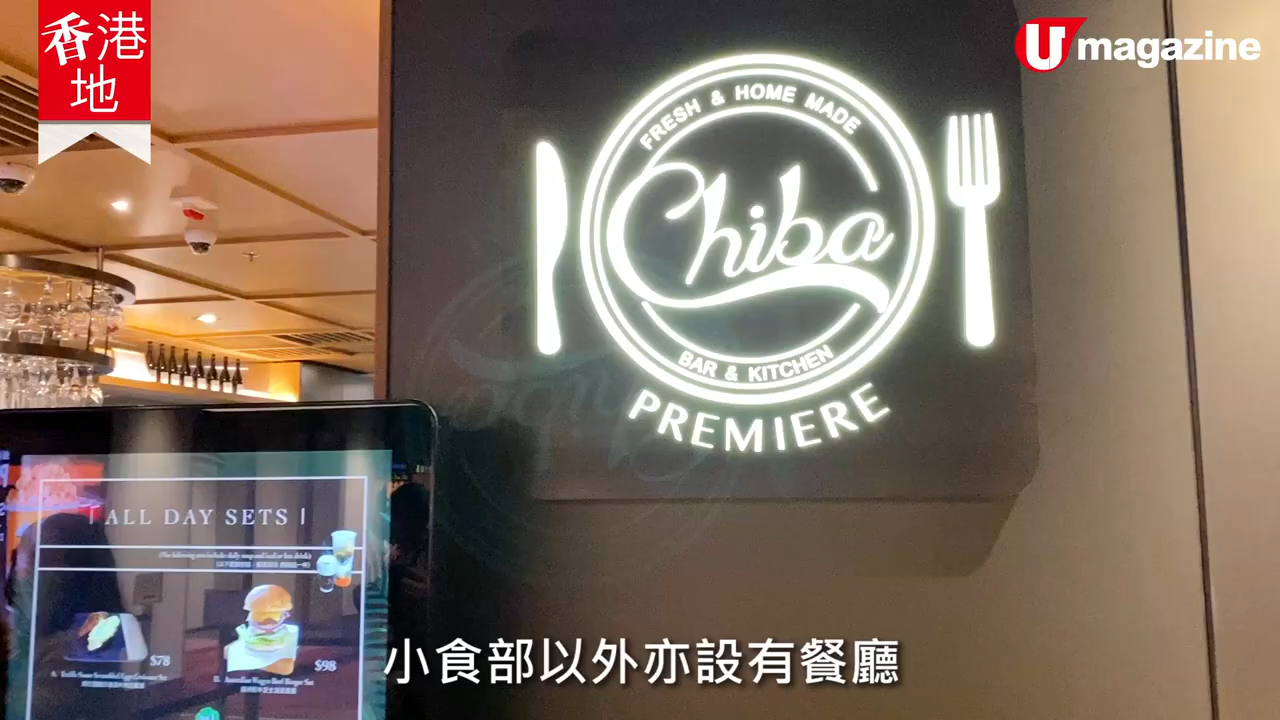 香港
地
U magazine
FRESH & HOME MADE
Chiba
BAR & KITCHEN
PREMIERE
ALL DAY SETS
$78
$98
小食部以外亦設有餐廳